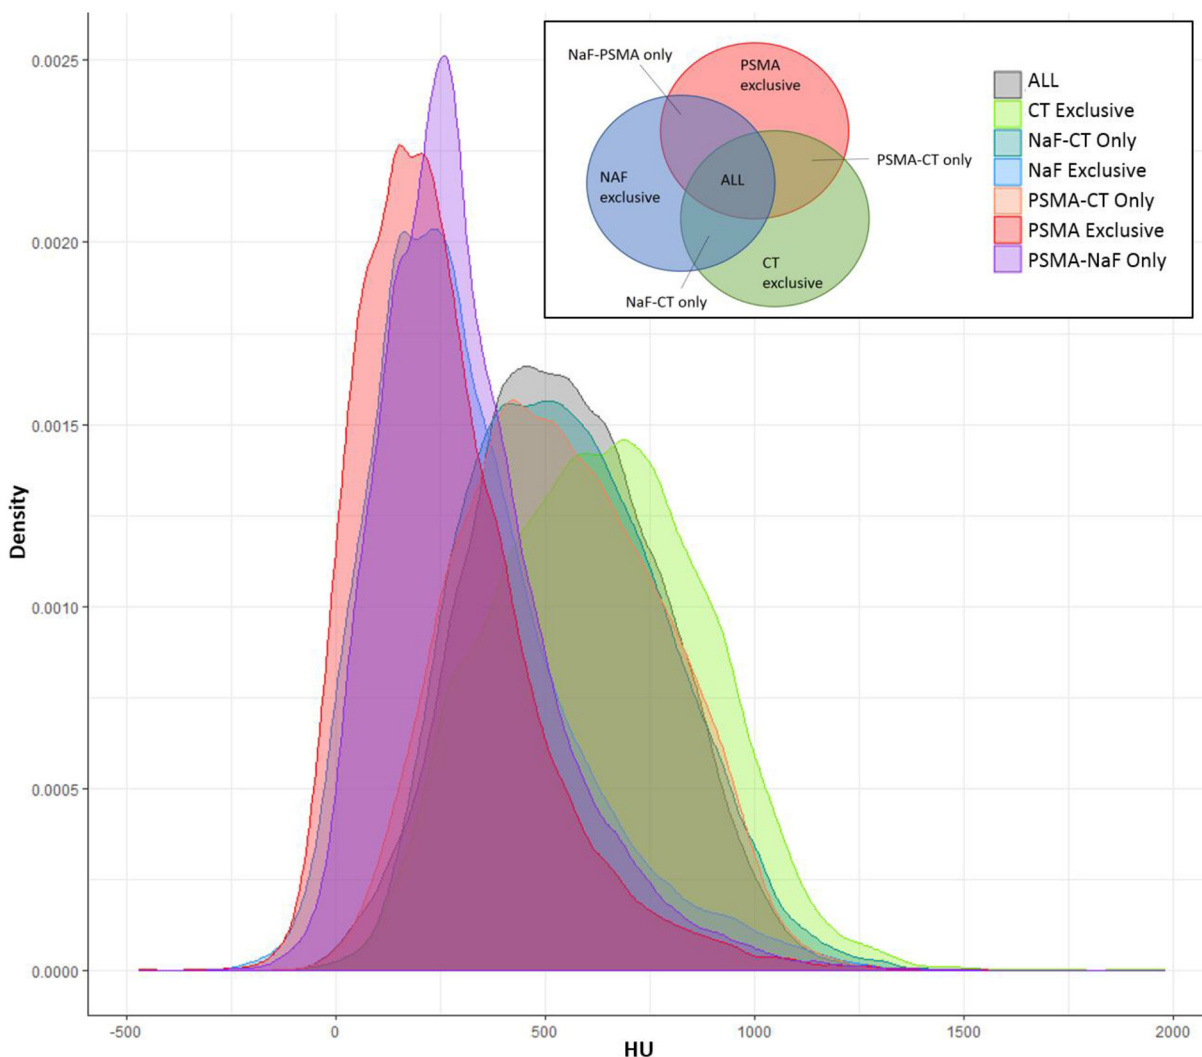 0.0025
0.0020
0.0015
0.0010
0.0005
0.0000
Density
-500
0
500
1000
1500
2000
HU
NaF-PSMA only
PSMA
exclusive
PSMA-CT only
NAF
exclusive
ALL
CT
exclusive
NaF-CT only
ALL
CT Exclusive
NaF-CT Only
NaF Exclusive
PSMA-CT Only
PSMA Exclusive
PSMA-NaF Only